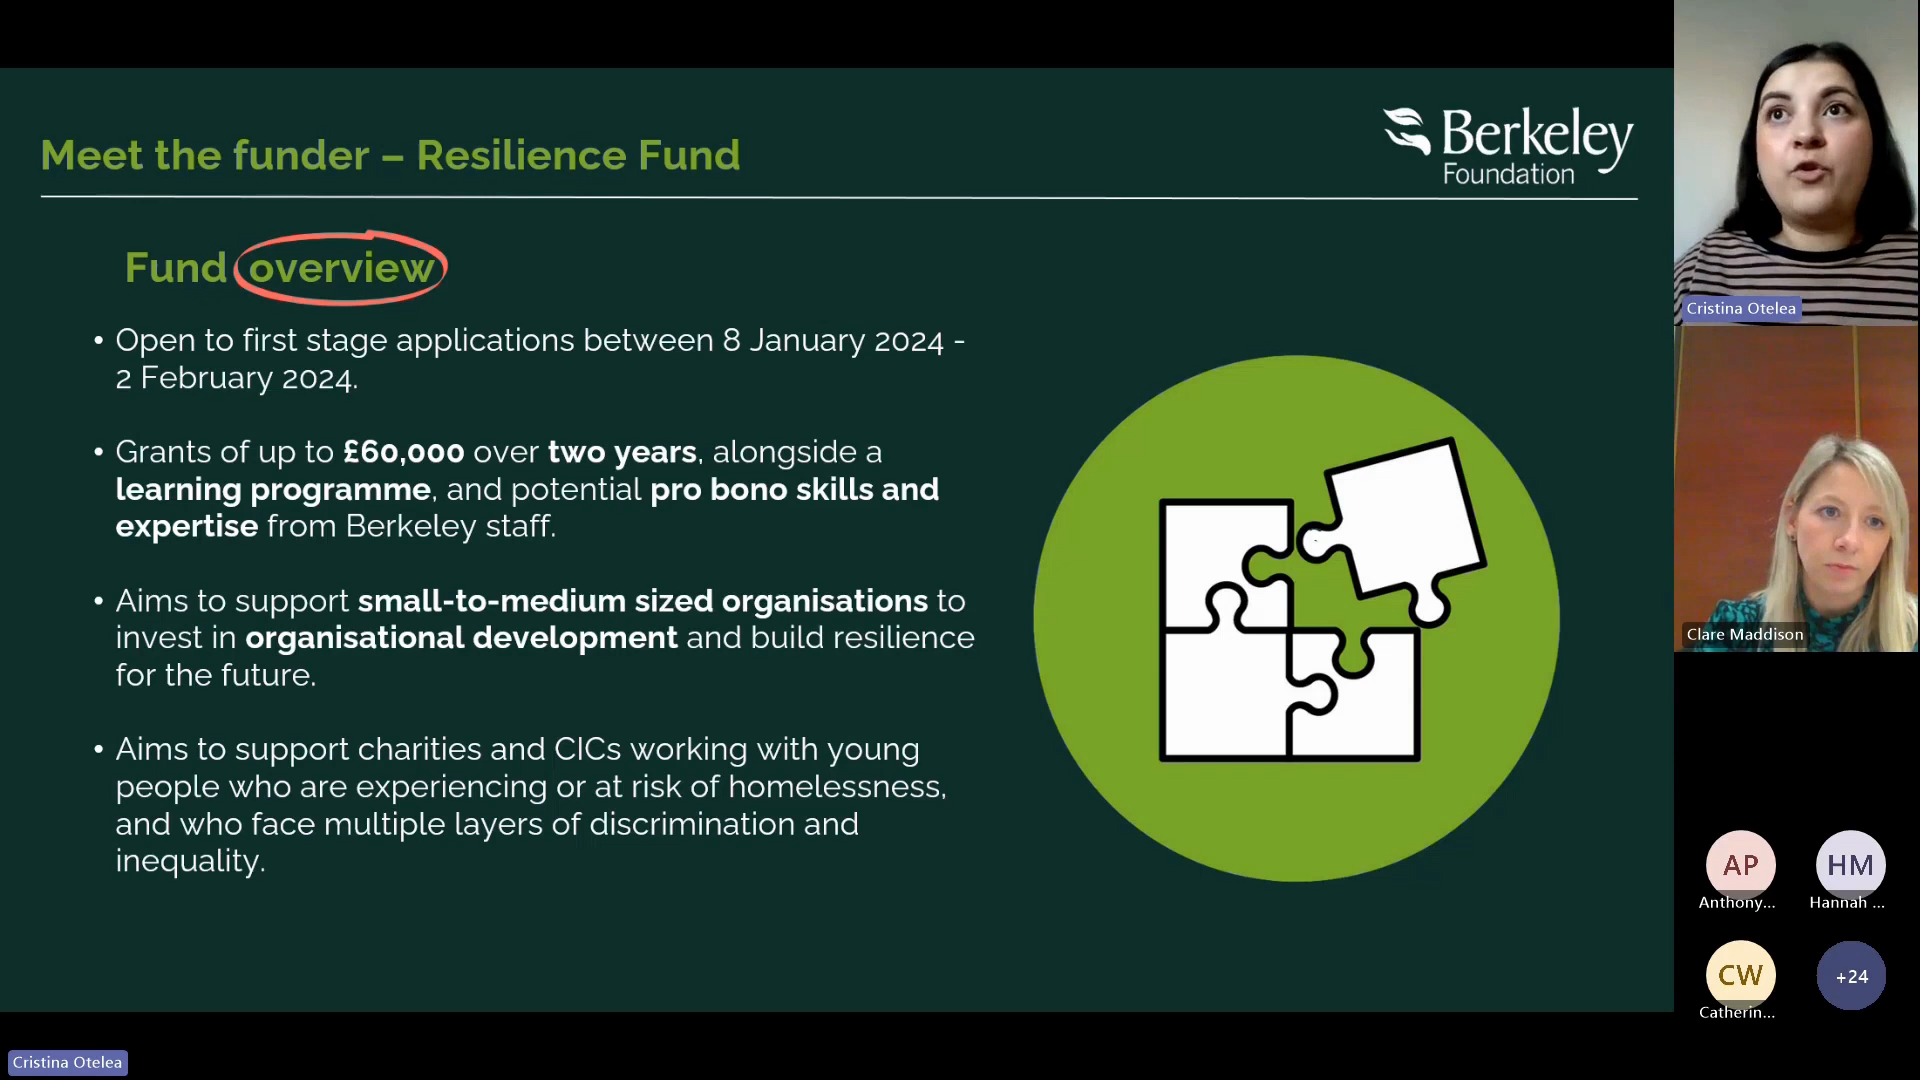 Meet the funder – Resilience Fund
Berkeley
Foundation
Fund overview
• Open to first stage applications between 8 January 2024 -
2 February 2024.
• Grants of up to £60,000 over two years, alongside a
learning programme, and potential pro bono skills and
expertise from Berkeley staff.
• Aims to support small-to-medium sized organisations to
invest in organisational development and build resilience
for the future.
• Aims to support charities and CICs working with young
people who are experiencing or at risk of homelessness,
and who face multiple layers of discrimination and
inequality.
Cristina Otelea
Clare Maddison
AP
Anthony...
HM
Hannah ...
CW
Catherin...
+24
Cristina Otelea